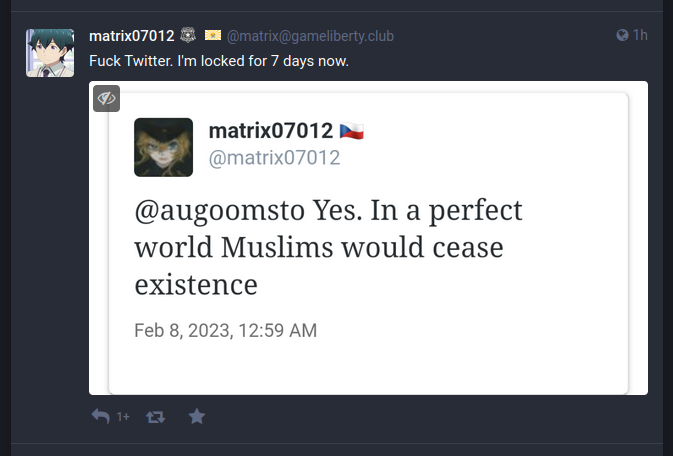 matrix07012 @matrix@gameliberty.club 1h
Fuck Twitter. I'm locked for 7 days now.
matrix07012 🇨🇿
@matrix07012
@augoomsto Yes. In a perfect
world Muslims would cease
existence
Feb 8, 2023, 12:59 AM
1+